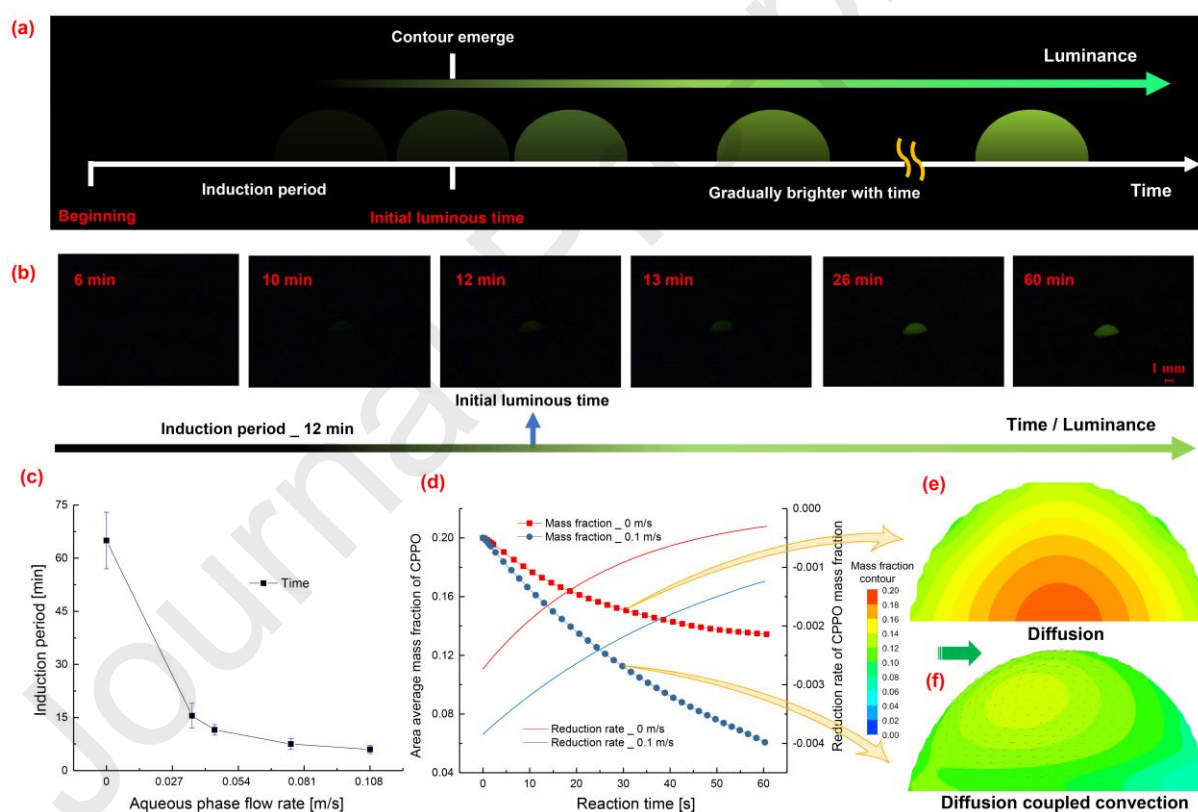 (a)
Contour emerge
Luminance
Induction period
Gradually brighter with time
Time
Beginning
Initial luminous time
(b)
6 min
10 min
12 min
13 min
26 min
60 min
1 mm
Initial luminous time
Induction period _ 12 min
Time / Luminance
(c)
75
60
45
30
15
0
Induction period [min]
Time
0
0.027
0.054
0.081
0.108
Aqueous phase flow rate [m/s]
(d)
0.20
0.16
0.12
0.08
0.04
Area average mass fraction of CPPO
Mass fraction _ 0 m/s
Mass fraction _ 0.1 m/s
Reduction rate _ 0 m/s
Reduction rate _ 0.1 m/s
0
10
20
30
40
50
60
Reaction time [s]
0.000
-0.001
-0.002
-0.003
-0.004
Reduction rate of CPPO mass fraction
(e)
Mass fraction
contour
0.20
0.18
0.16
0.14
0.12
0.10
0.08
0.06
0.04
0.02
0.00
Diffusion
(f)
Diffusion coupled convection
Journal P